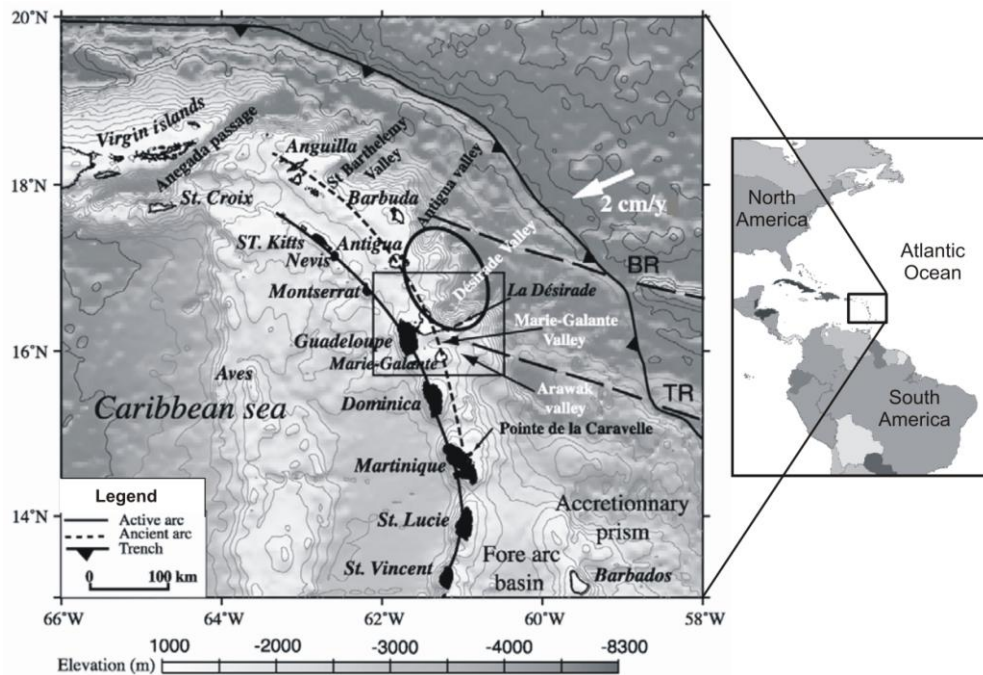 20°N
18°N
16°N
14°N
66°W
64°W
62°W
60°W
58°W
Virgin islands
Anegada passage
Anguilla
St Barthelemy
Valley
Antigua valley
St. Croix
Barbuda
2 cm/y
ST. Kitts
Nevis
Antigua
Désirade Valley
BR
Montserrat
La Désirade
Guadeloupe
Marie-Galante
Valley
Marie-Galante
Aves
Arawak
valley
TR
Caribbean sea
Dominica
Pointe de la Caravelle
Martinique
Legend
Active arc
Ancient arc
Trench
0 100 km
St. Lucie
Accretionnary
prism
St. Vincent
Fore arc
basin
Barbados
1000 -2000 -3000 -4000 -8300
Elevation (m)
North
America
Atlantic
Ocean
South
America